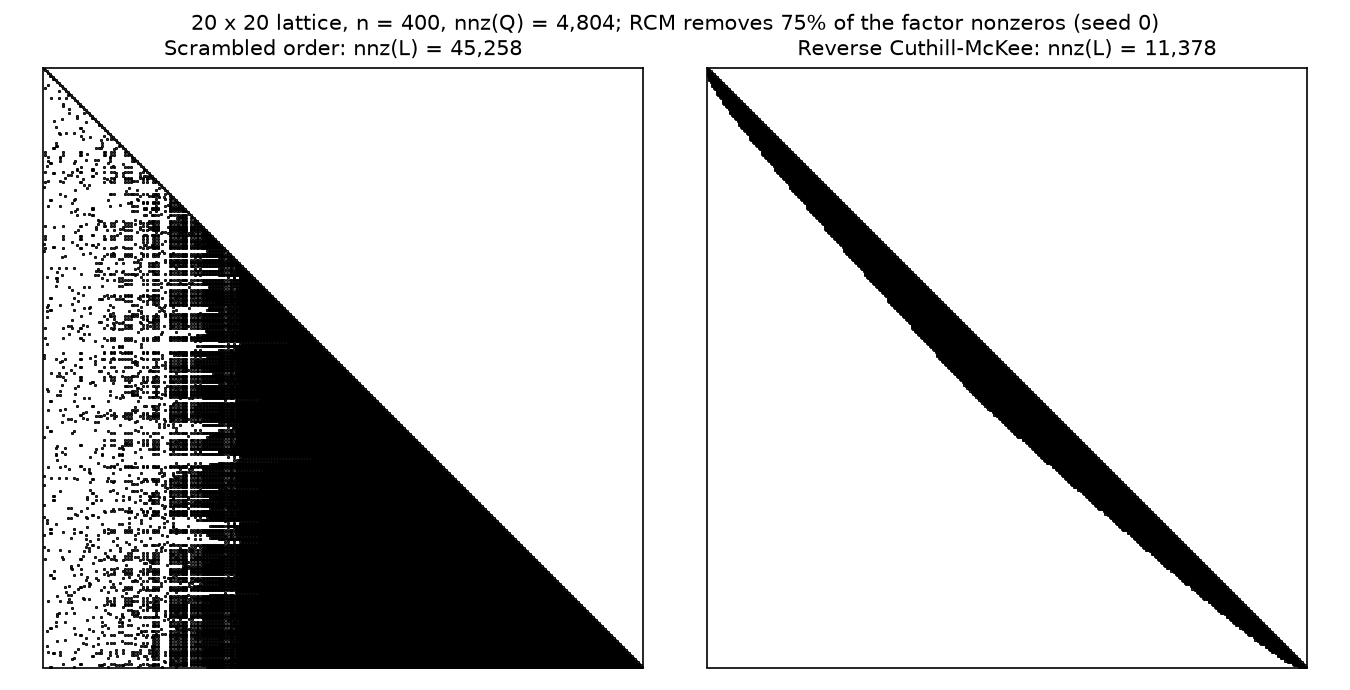 20 x 20 lattice, n = 400, nnz(Q) = 4,804; RCM removes 75% of the factor nonzeros (seed 0)
Scrambled order: nnz(L) = 45,258
Reverse Cuthill-McKee: nnz(L) = 11,378